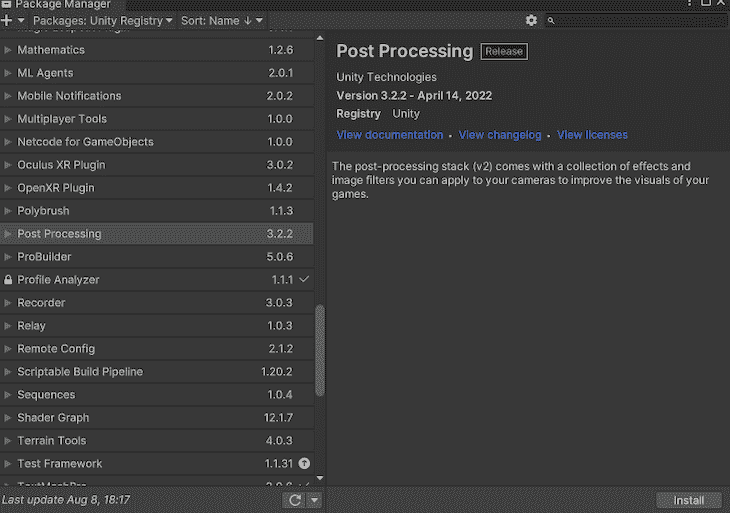 Package Manager
Packages: Unity Registry Sort: Name ↓
Mathematics 1.2.6
ML Agents 2.0.1
Mobile Notifications 2.0.2
Multiplayer Tools 1.0.0
Netcode for GameObjects 1.0.0
Oculus XR Plugin 3.0.2
OpenXR Plugin 1.4.2
Polybrush 1.1.3
Post Processing 3.2.2
ProBuilder 5.0.6
Profile Analyzer 1.1.1
Recorder 3.0.3
Relay 1.0.3
Remote Config 2.1.2
Scriptable Build Pipeline 1.20.2
Sequences 1.0.4
Shader Graph 12.1.7
Terrain Tools 4.0.3
Test Framework 1.1.31
Last update Aug 8, 18:17
Post Processing Release
Unity Technologies
Version 3.2.2 - April 14, 2022
Registry Unity
View documentation • View changelog • View licenses
The post-processing stack (v2) comes with a collection of effects and
image filters you can apply to your cameras to improve the visuals of your
games.
Install